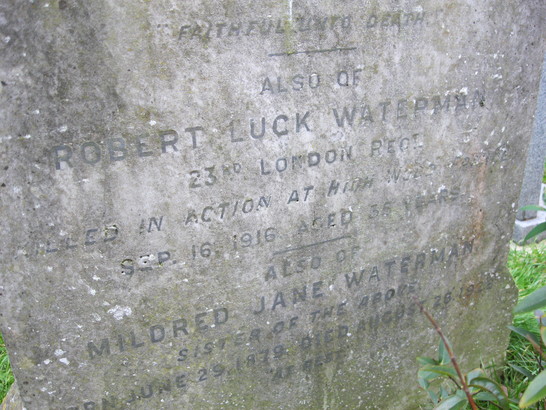 FAITHFUL UNTO DEATH.
ALSO OF
ROBERT LUCK WATERMAN
23RD LONDON REGT.
KILLED IN ACTION AT HIGH WOOD
SEP. 16, 1916, AGED 36 YEARS.
ALSO OF
MILDRED JANE WATERMAN
SISTER OF THE ABOVE.
BORN JUNE 29, 1879. DIED AUGUST 28,
"AT REST."